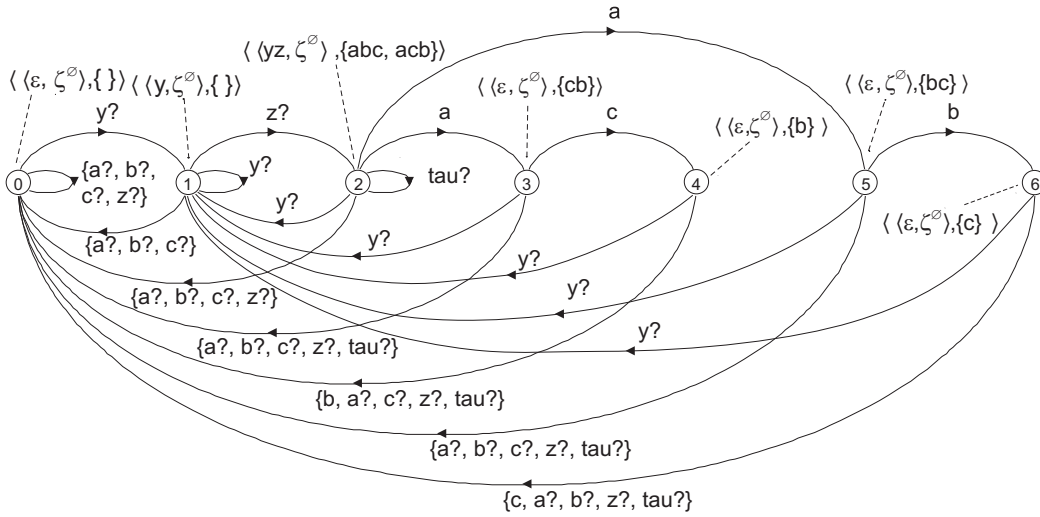 a
⟨ ⟨yz, ζ^∅⟩ ,{abc, acb}⟩
⟨ ⟨ε, ζ^∅⟩,{ }⟩
⟨ ⟨y, ζ^∅⟩,{ }⟩
⟨ ⟨ε, ζ^∅⟩,{cb}⟩
⟨ ⟨ε,ζ^∅⟩,{bc} ⟩
y?
z?
a
c
b
⟨ ⟨ε,ζ^∅⟩,{b} ⟩
{a?, b?,
c?, z?}
y?
tau?
0
1
2
3
4
5
6
y?
{a?, b?, c?}
y?
y?
y?
y?
⟨ ⟨ε,ζ^∅⟩,{c} ⟩
{a?, b?, c?, z?}
{a?, b?, c?, z?, tau?}
{b, a?, c?, z?, tau?}
{a?, b?, c?, z?, tau?}
{c, a?, b?, z?, tau?}